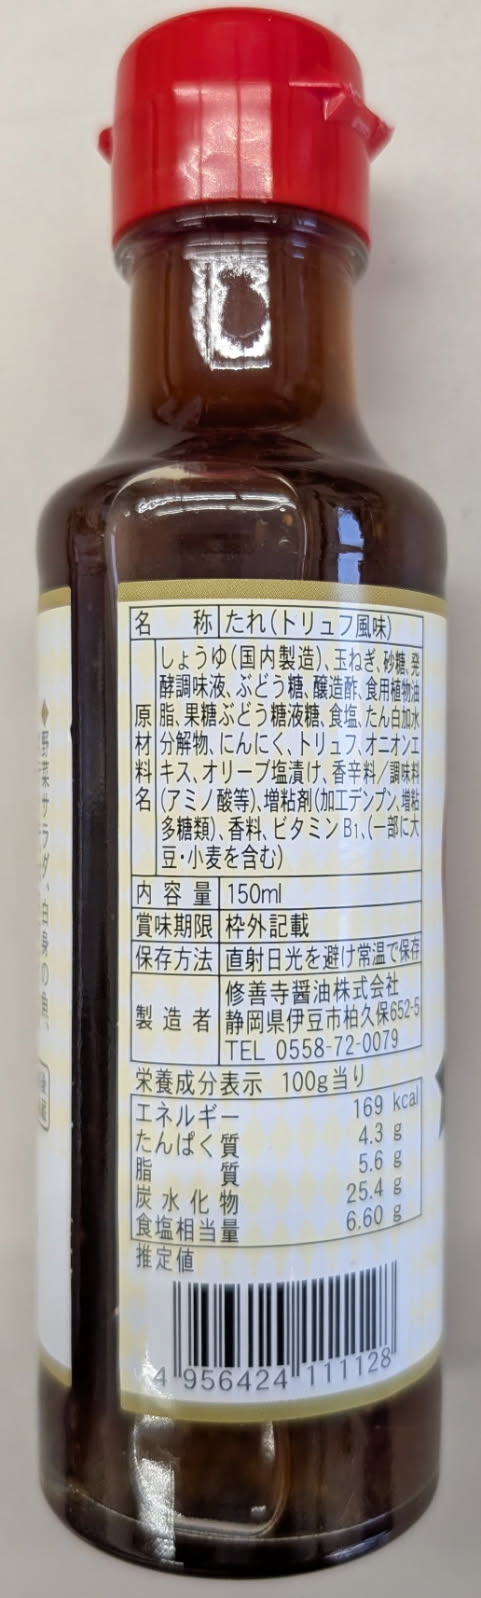 名称 たれ(トリュフ風味)
原材料名
しょうゆ(国内製造)、玉ねぎ、砂糖、発
酵調味液、ぶどう糖、醸造酢、食用植物油
脂、果糖ぶどう糖液糖、食塩、たん白加水
分解物、にんにく、トリュフ、オニオンエ
キス、オリーブ塩漬け、香辛料/調味料
(アミノ酸等)、増粘剤(加工デンプン、増粘
多糖類)、香料、ビタミンB1、(一部に大
豆・小麦を含む)
内容量 150ml
賞味期限 枠外記載
保存方法 直射日光を避け常温で保存
製造者
修善寺醤油株式会社
静岡県伊豆市柏久保652-5
TEL 0558-72-0079
栄養成分表示 100g当り
エネルギー 169 kcal
たんぱく質 4.3 g
脂質 5.6 g
炭水化物 25.4 g
食塩相当量 6.60 g
推定値
4 956424 111128
◆野菜サラダ、白身の魚、